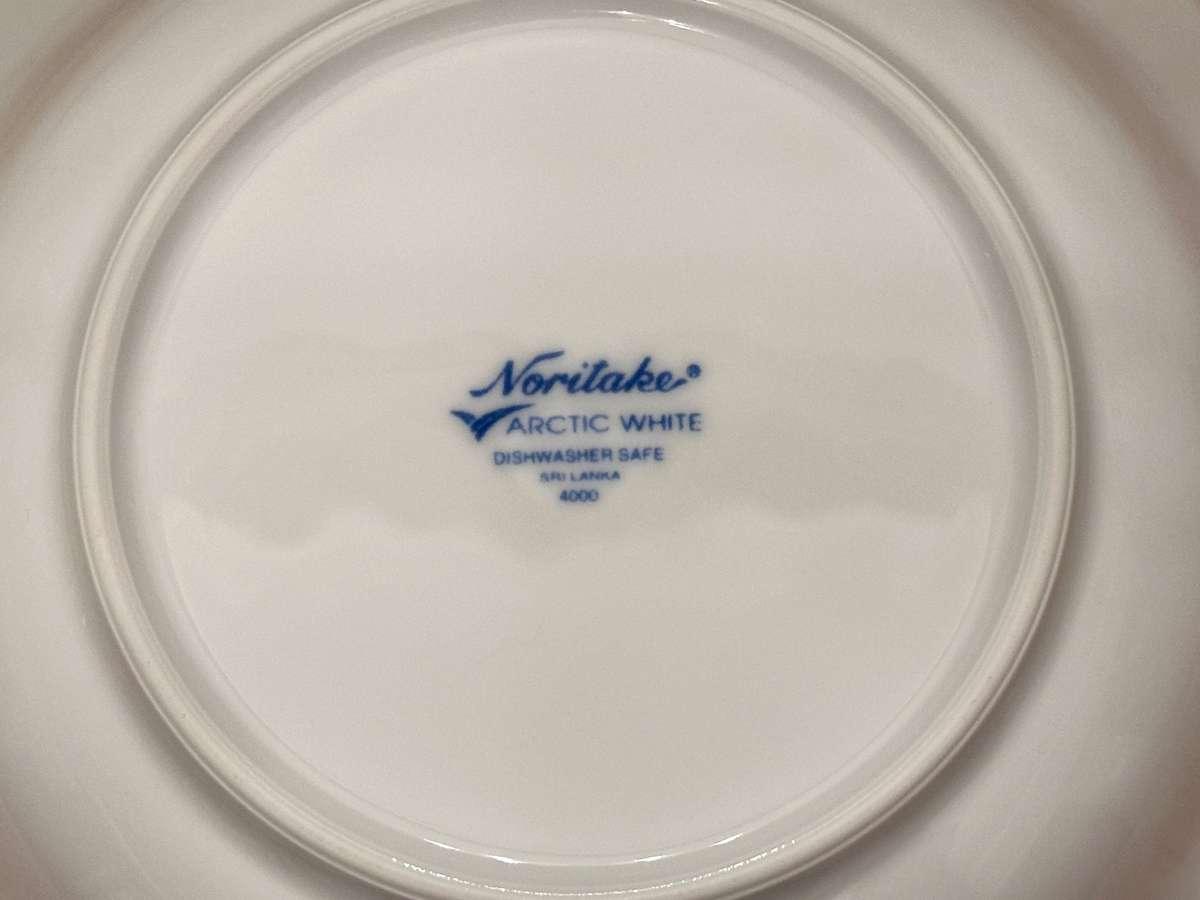 Noritake®
ARCTIC WHITE
DISHWASHER SAFE
SRI LANKA
4000